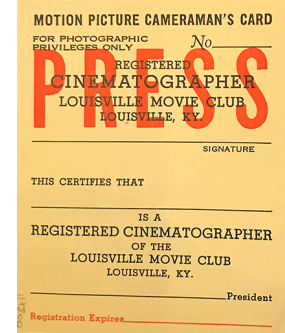 MOTION PICTURE CAMERAMAN'S CARD
FOR PHOTOGRAPHIC
PRIVILEGES ONLY No.
PRESS
REGISTERED
CINEMATOGRAPHER
LOUISVILLE MOVIE CLUB
LOUISVILLE, KY.
SIGNATURE
THIS CERTIFIES THAT
IS A
REGISTERED CINEMATOGRAPHER
OF THE
LOUISVILLE MOVIE CLUB
LOUISVILLE, KY.
President
Registration Expires